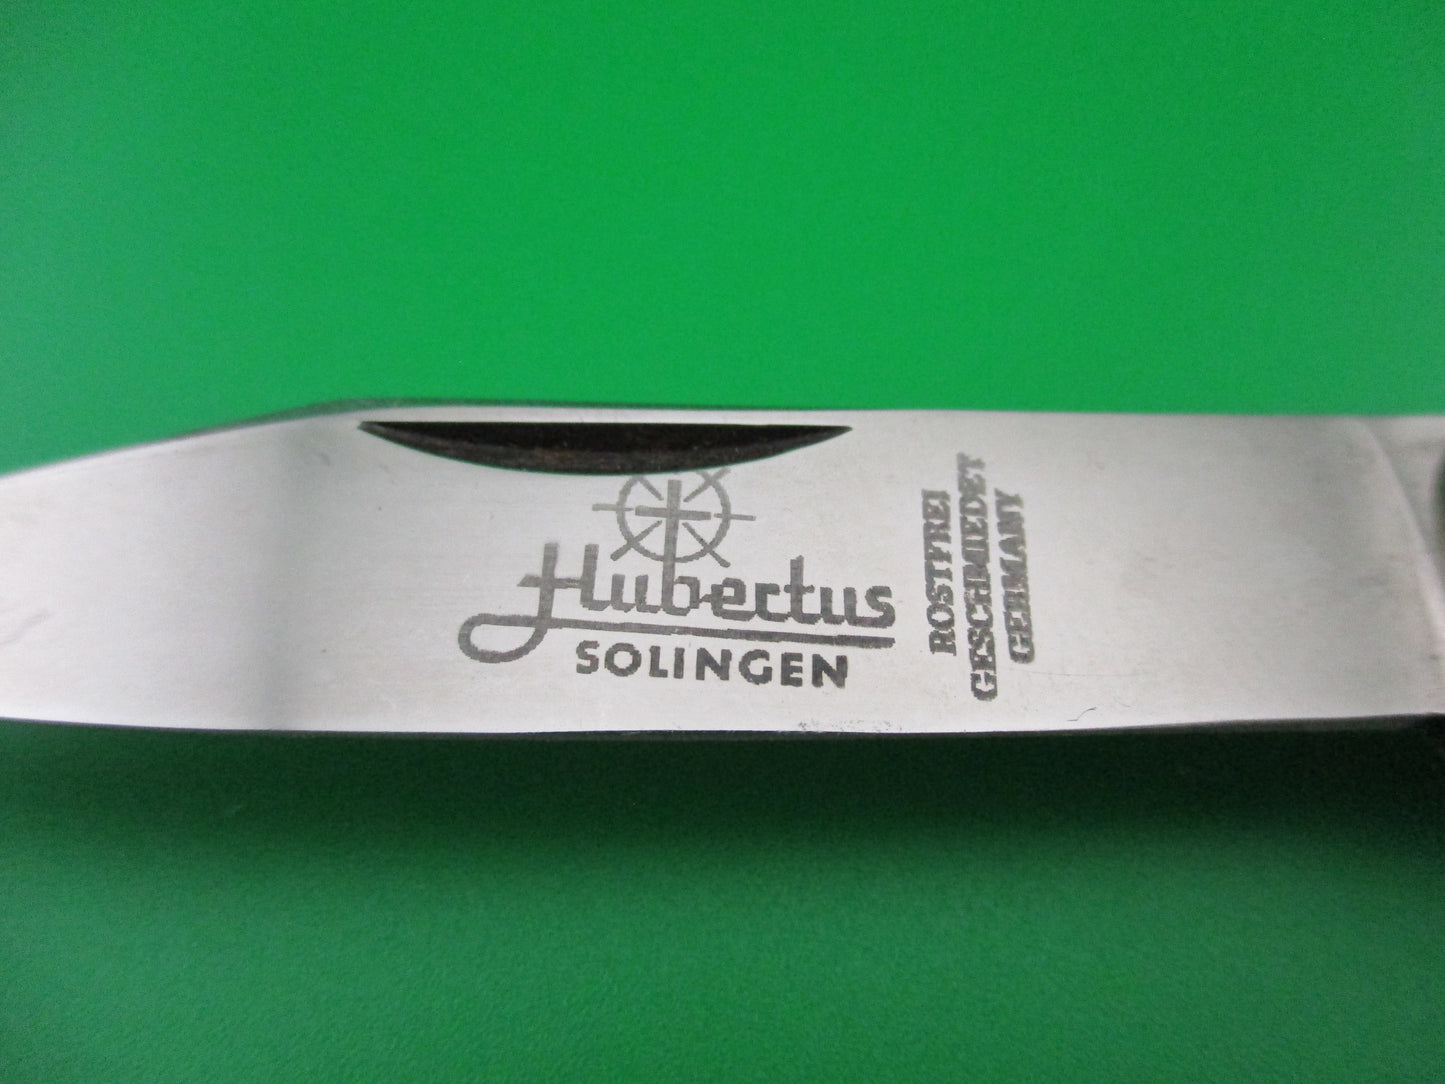 Hubertus
SOLINGEN
ROSTFREI
GESCHMIEDET
GERMANY